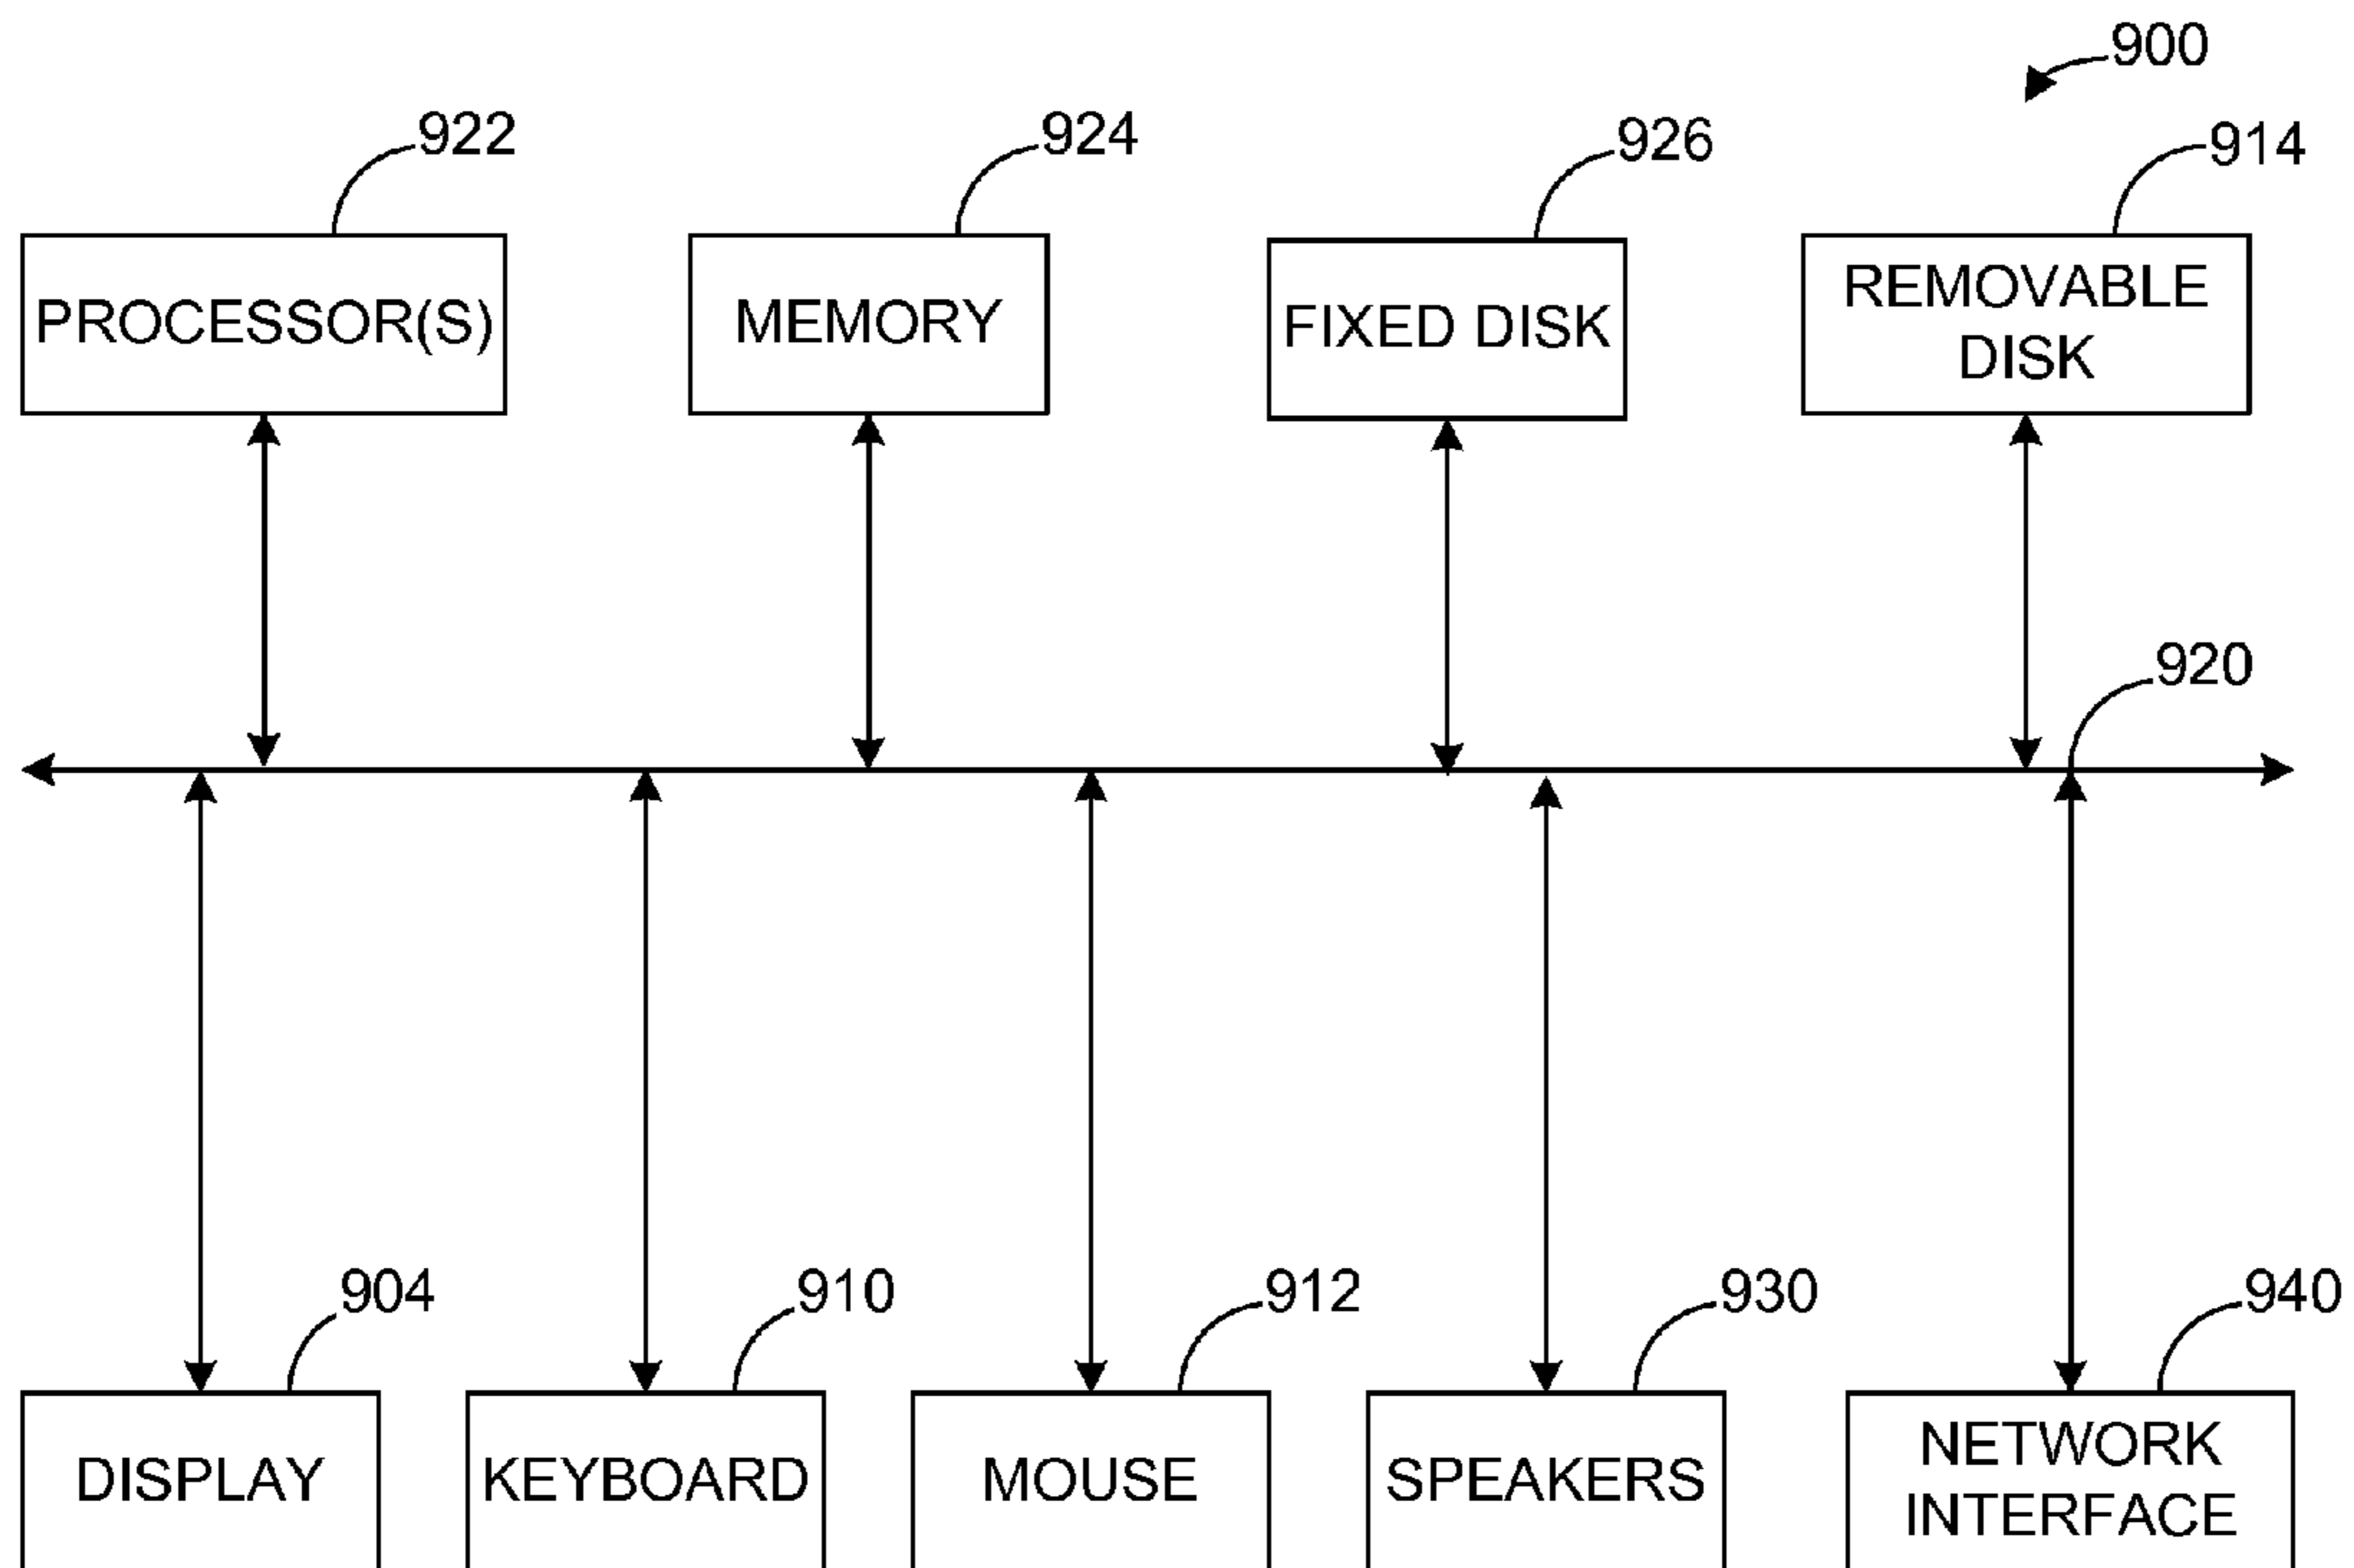 900
922
924
926
914
PROCESSOR(S)
MEMORY
FIXED DISK
REMOVABLE
DISK
920
904
910
912
930
940
DISPLAY
KEYBOARD
MOUSE
SPEAKERS
NETWORK
INTERFACE